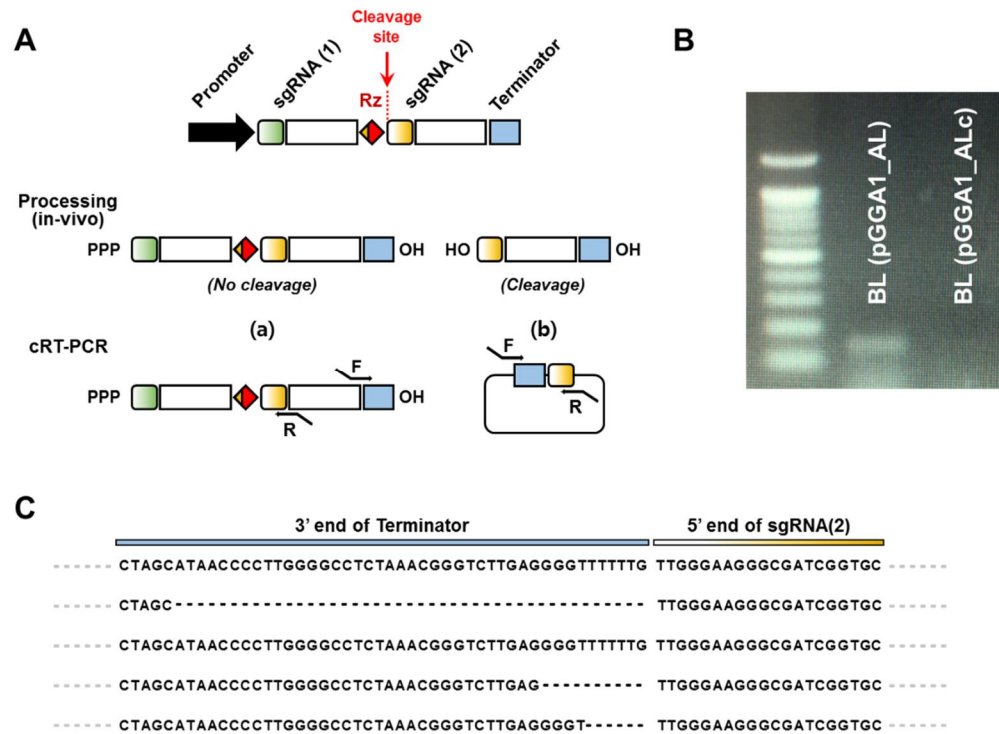 A
Cleavage
site
Promoter
sgRNA (1)
Rz
sgRNA (2)
Terminator
Processing
(in-vivo)
PPP
OH
HO
OH
(No cleavage)
(Cleavage)
(a)
(b)
cRT-PCR
F
PPP
OH
R
F
R
B
BL (pGGA1_AL)
BL (pGGA1_ALc)
C
3' end of Terminator
5' end of sgRNA(2)
CTAGCATAACCCCTTGGGGCCTCTAAACGGGTCTTGAGGGGTTTTTTG TTGGGAAGGGCGATCGGTGC
CTAGC------------------------------------------- TTGGGAAGGGCGATCGGTGC
CTAGCATAACCCCTTGGGGCCTCTAAACGGGTCTTGAGGGGTTTTTTG TTGGGAAGGGCGATCGGTGC
CTAGCATAACCCCTTGGGGCCTCTAAACGGGTCTTGAG---------- TTGGGAAGGGCGATCGGTGC
CTAGCATAACCCCTTGGGGCCTCTAAACGGGTCTTGAGGGGT------ TTGGGAAGGGCGATCGGTGC